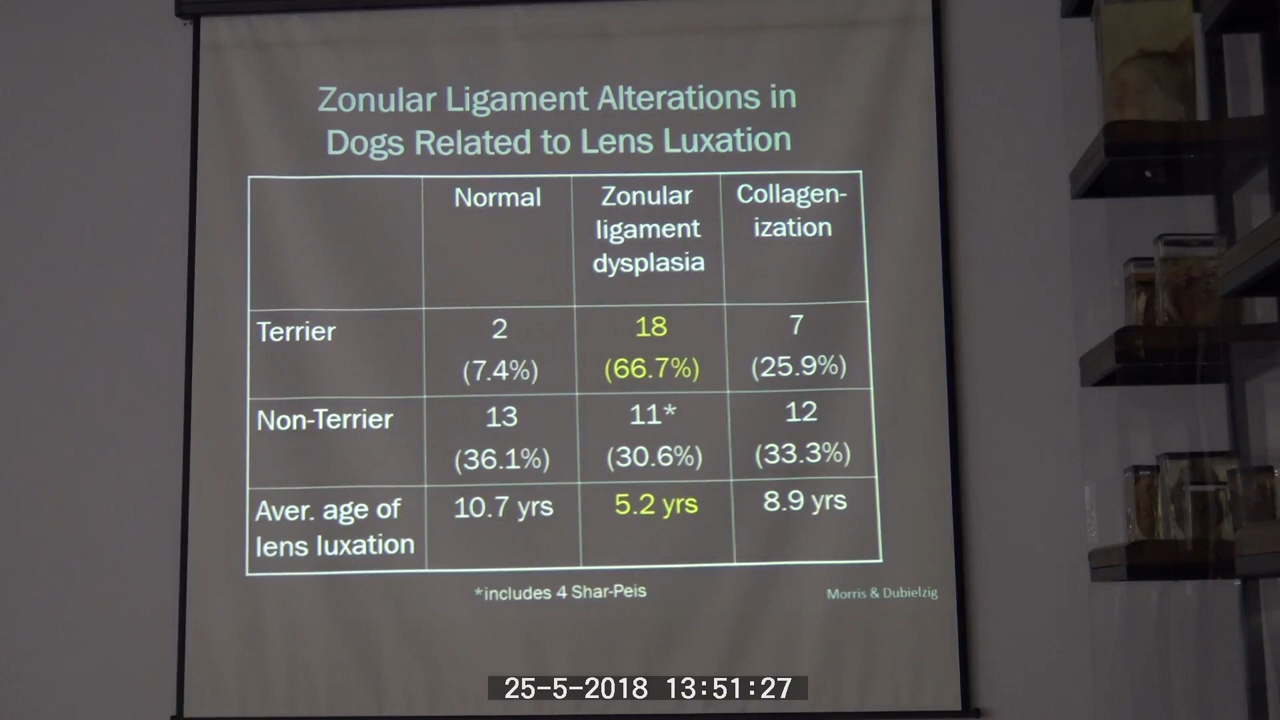 Zonular Ligament Alterations in
Dogs Related to Lens Luxation
Normal
Zonular
ligament
dysplasia
Collagen-
ization
Terrier
2
(7.4%)
18
(66.7%)
7
(25.9%)
Non-Terrier
13
(36.1%)
11*
(30.6%)
12
(33.3%)
Aver. age of
lens luxation
10.7 yrs
5.2 yrs
8.9 yrs
*includes 4 Shar-Peis
Morris & Dubielzig
25-5-2018 13:51:27